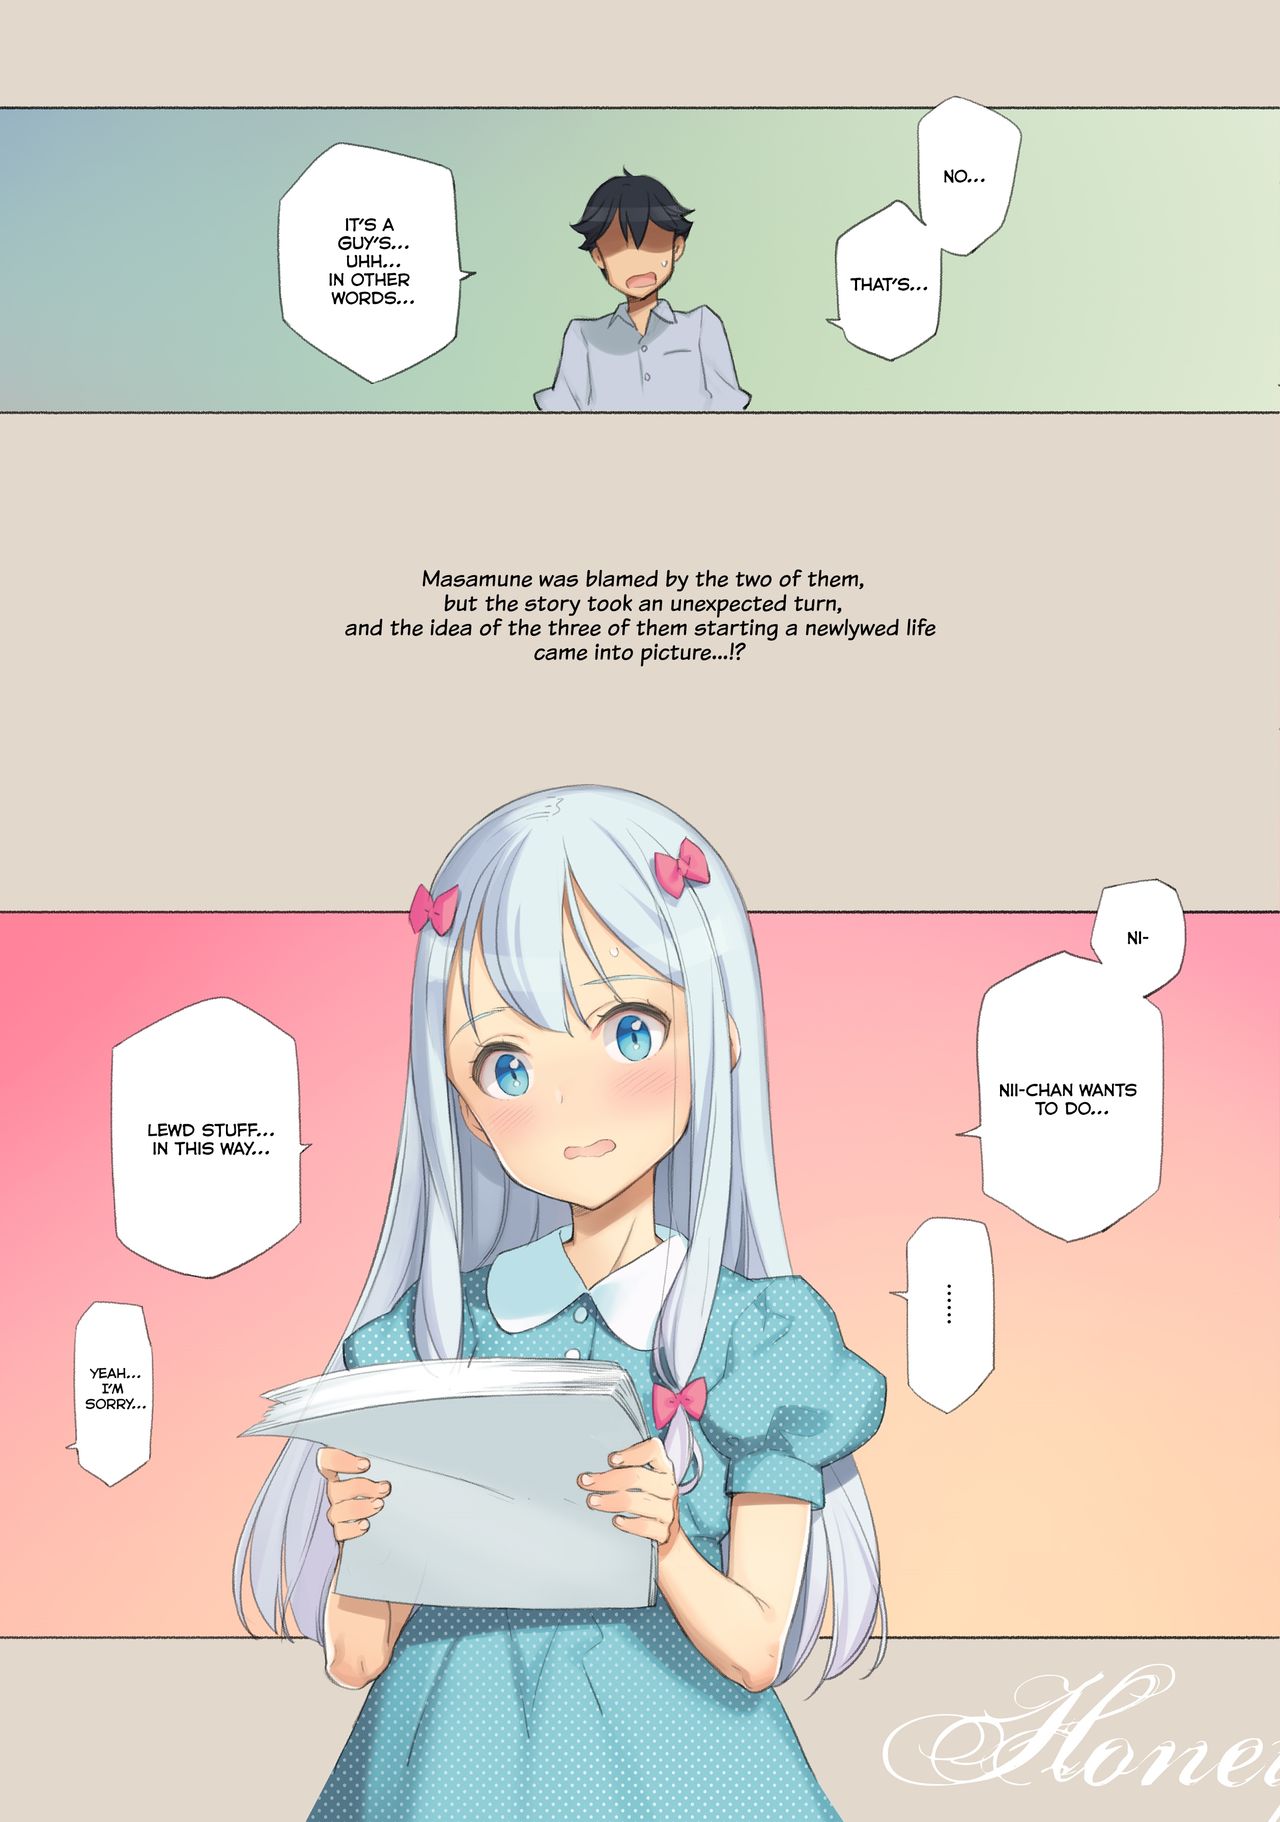 NO...
THAT'S...
IT'S A
GUY'S...
UHH...
IN OTHER
WORDS...
Masamune was blamed by the two of them,
but the story took an unexpected turn,
and the idea of the three of them starting a newlywed life
came into picture...!?
NI-
NII-CHAN WANTS
TO DO...
.......
LEWD STUFF...
IN THIS WAY...
YEAH...
I'M
SORRY...
Honey